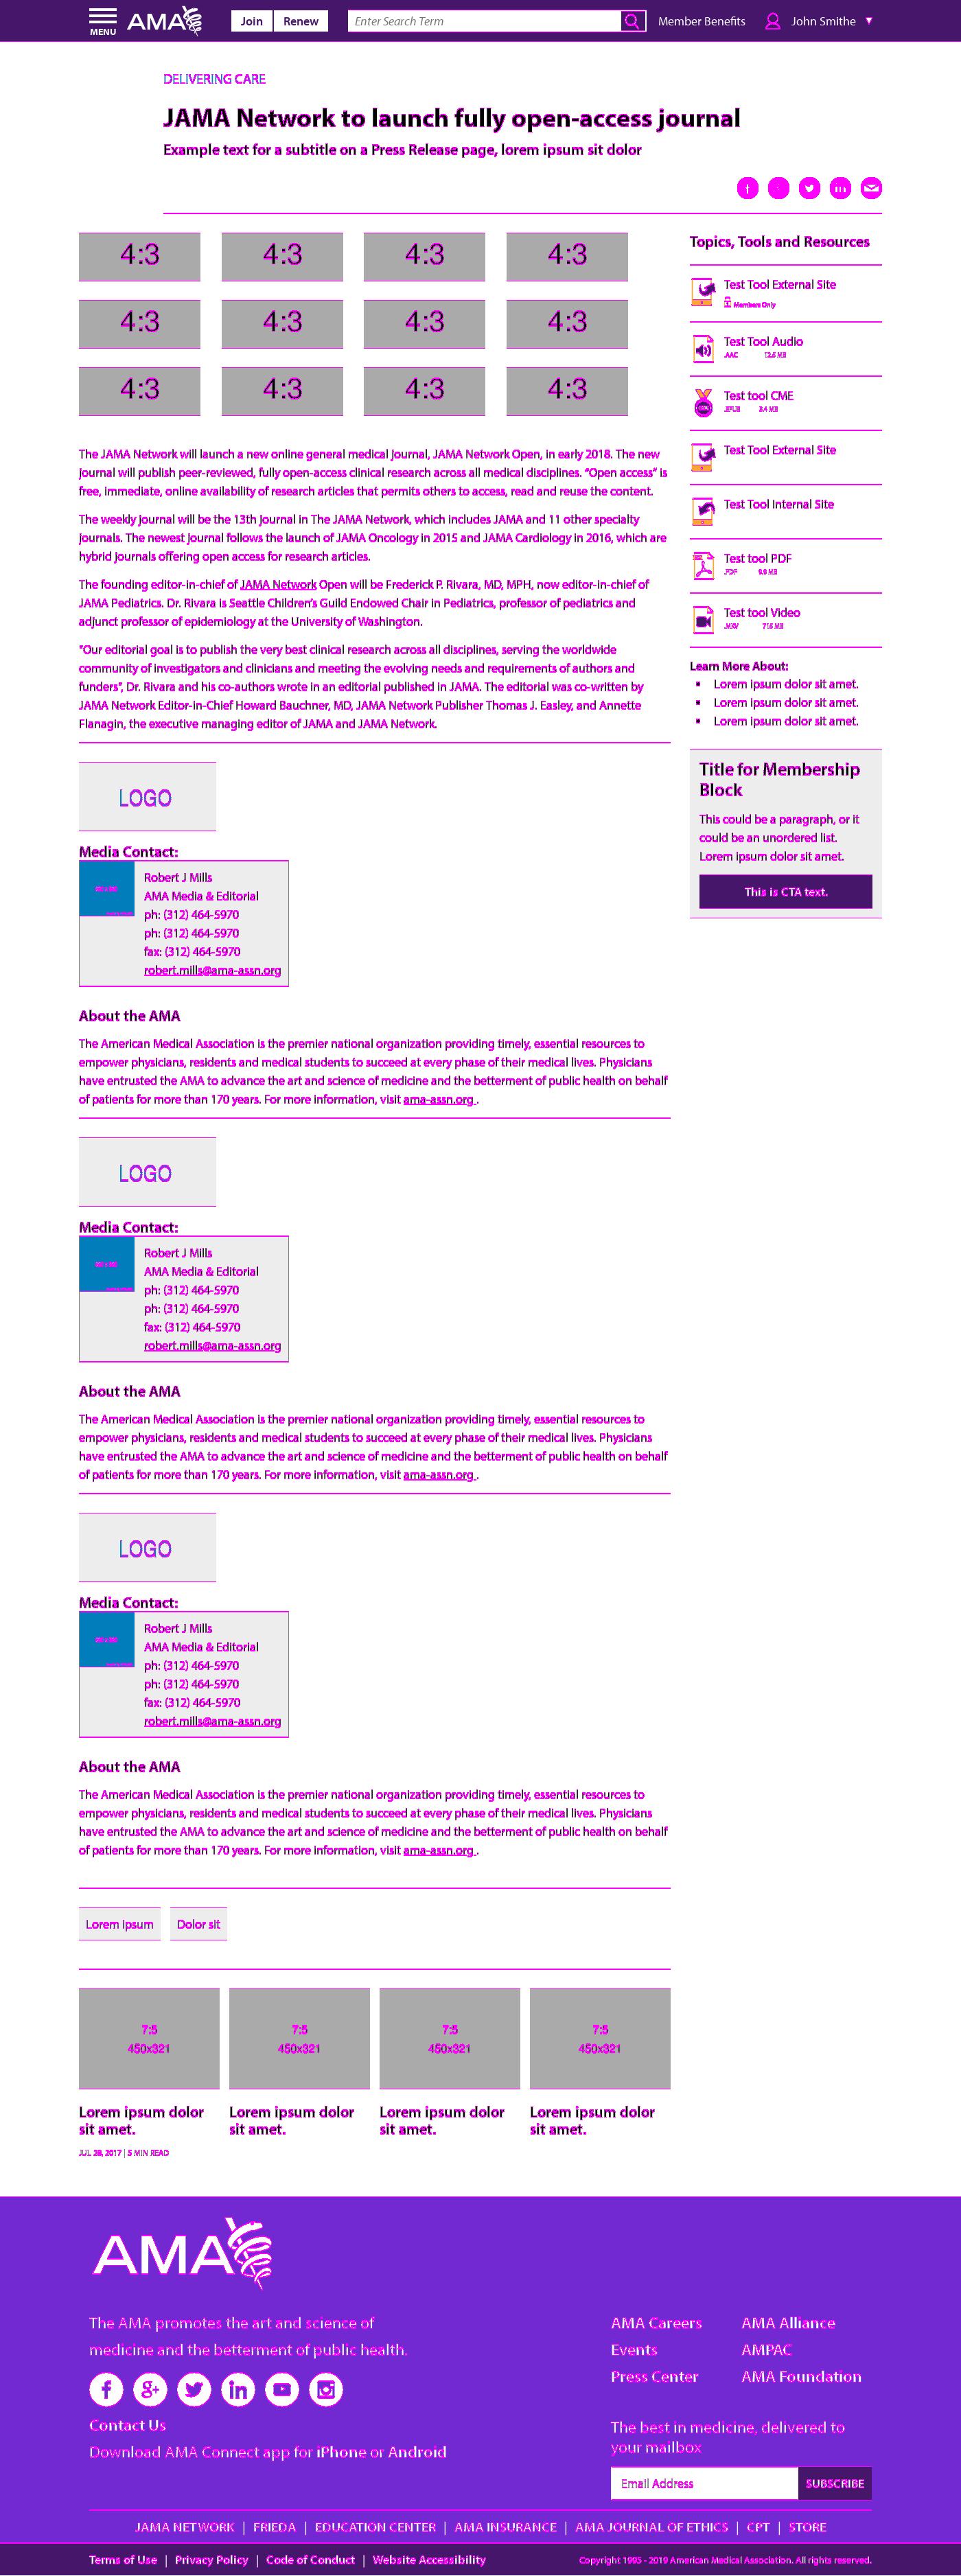 MENU
AMA
Join
Renew
Enter Search Term
Member Benefits
John Smithe
DELIVERING CARE
JAMA Network to launch fully open-access journal
Example text for a subtitle on a Press Release page, lorem ipsum sit dolor
4:3 4:3 4:3 4:3
4:3 4:3 4:3 4:3
4:3 4:3 4:3 4:3
The JAMA Network will launch a new online general medical journal, JAMA Network Open, in early 2018. The new
journal will publish peer-reviewed, fully open-access clinical research across all medical disciplines. "Open access" is
free, immediate, online availability of research articles that permits others to access, read and reuse the content.
The weekly journal will be the 13th journal in The JAMA Network, which includes JAMA and 11 other specialty
journals. The newest journal follows the launch of JAMA Oncology in 2015 and JAMA Cardiology in 2016, which are
hybrid journals offering open access for research articles.
The founding editor-in-chief of JAMA Network Open will be Frederick P. Rivara, MD, MPH, now editor-in-chief of
JAMA Pediatrics. Dr. Rivara is Seattle Children's Guild Endowed Chair in Pediatrics, professor of pediatrics and
adjunct professor of epidemiology at the University of Washington.
"Our editorial goal is to publish the very best clinical research across all disciplines, serving the worldwide
community of investigators and clinicians and meeting the evolving needs and requirements of authors and
funders", Dr. Rivara and his co-authors wrote in an editorial published in JAMA. The editorial was co-written by
JAMA Network Editor-in-Chief Howard Bauchner, MD, JAMA Network Publisher Thomas J. Easley, and Annette
Flanagin, the executive managing editor of JAMA and JAMA Network.
LOGO
Media Contact:
Robert J Mills
AMA Media & Editorial
ph: (312) 464-5970
ph: (312) 464-5970
fax: (312) 464-5970
robert.mills@ama-assn.org
About the AMA
The American Medical Association is the premier national organization providing timely, essential resources to
empower physicians, residents and medical students to succeed at every phase of their medical lives. Physicians
have entrusted the AMA to advance the art and science of medicine and the betterment of public health on behalf
of patients for more than 170 years. For more information, visit ama-assn.org .
LOGO
Media Contact:
Robert J Mills
AMA Media & Editorial
ph: (312) 464-5970
ph: (312) 464-5970
fax: (312) 464-5970
robert.mills@ama-assn.org
About the AMA
The American Medical Association is the premier national organization providing timely, essential resources to
empower physicians, residents and medical students to succeed at every phase of their medical lives. Physicians
have entrusted the AMA to advance the art and science of medicine and the betterment of public health on behalf
of patients for more than 170 years. For more information, visit ama-assn.org .
LOGO
Media Contact:
Robert J Mills
AMA Media & Editorial
ph: (312) 464-5970
ph: (312) 464-5970
fax: (312) 464-5970
robert.mills@ama-assn.org
About the AMA
The American Medical Association is the premier national organization providing timely, essential resources to
empower physicians, residents and medical students to succeed at every phase of their medical lives. Physicians
have entrusted the AMA to advance the art and science of medicine and the betterment of public health on behalf
of patients for more than 170 years. For more information, visit ama-assn.org .
Lorem ipsum
Dolor sit
7:5 7:5 7:5 7:5
450x321 450x321 450x321 450x321
Lorem ipsum dolor
sit amet.
JUL 28, 2017 | 5 MIN READ
Lorem ipsum dolor
sit amet.
Lorem ipsum dolor
sit amet.
Lorem ipsum dolor
sit amet.
Topics, Tools and Resources
Test Tool External Site
Members Only
Test Tool Audio
.AAC 12.5 MB
Test tool CME
.EPUB 3.4 MB
Test Tool External Site
Test Tool Internal Site
Test tool PDF
.PDF 9.9 MB
Test tool Video
.MKV 715 MB
Learn More About:
Lorem ipsum dolor sit amet.
Lorem ipsum dolor sit amet.
Lorem ipsum dolor sit amet.
Title for Membership
Block
This could be a paragraph, or it
could be an unordered list.
Lorem ipsum dolor sit amet.
This is CTA text.
AMA
The AMA promotes the art and science of
medicine and the betterment of public health.
Contact Us
Download AMA Connect app for iPhone or Android
AMA Careers
Events
Press Center
AMA Alliance
AMPAC
AMA Foundation
The best in medicine, delivered to
your mailbox
Email Address
SUBSCRIBE
JAMA NETWORK | FRIEDA | EDUCATION CENTER | AMA INSURANCE | AMA JOURNAL OF ETHICS | CPT | STORE
Terms of Use | Privacy Policy | Code of Conduct | Website Accessibility
Copyright 1995 - 2019 American Medical Association. All rights reserved.